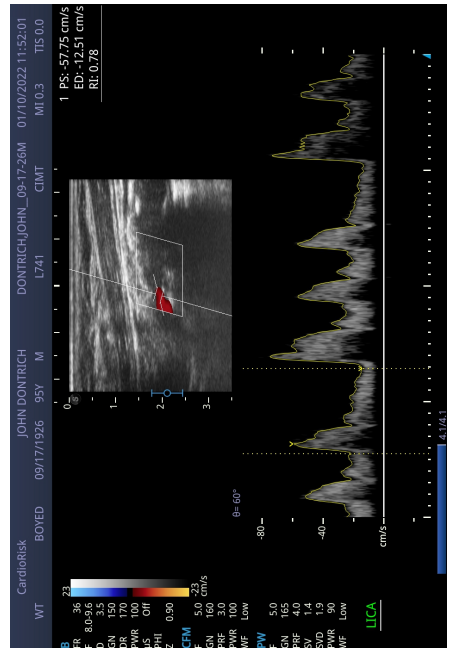 WT CardioRisk BOYED JOHN DONTRICH DONTRICH,JOHN_09-17-26M 01/10/2022 11:52:01
09/17/1926 95Y M L741 CIMT MI 0.3 TIS 0.0
1 PS: -57.75 cm/s
ED: -12.51 cm/s
RI: 0.78
23
-23
cm/s
B
FR 36
F 8.0-9.6
D 3.5
GN 150
DR 170
PWR 100
µS Off
PHI
Z 0.90
CFM
F 5.0
GN 160
PRF 3.0
PWR 100
WF Low
PW
F 5.0
GN 165
PRF 4.0
SV 1.4
SVD 1.9
PWR 90
WF Low
LICA
0
1
2
3
θ= 60°
-80
-40
cm/s
4.1/4.1